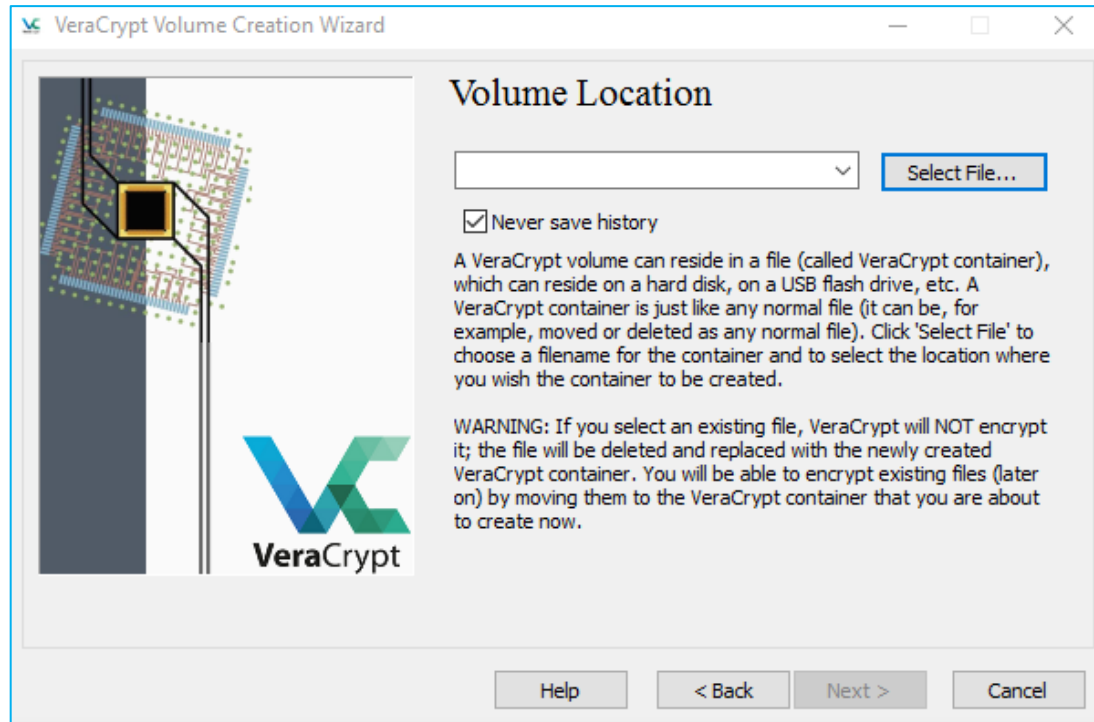 VeraCrypt Volume Creation Wizard
Volume Location
Select File...
Never save history
A VeraCrypt volume can reside in a file (called VeraCrypt container),
which can reside on a hard disk, on a USB flash drive, etc. A
VeraCrypt container is just like any normal file (it can be, for
example, moved or deleted as any normal file). Click 'Select File' to
choose a filename for the container and to select the location where
you wish the container to be created.
WARNING: If you select an existing file, VeraCrypt will NOT encrypt
it; the file will be deleted and replaced with the newly created
VeraCrypt container. You will be able to encrypt existing files (later
on) by moving them to the VeraCrypt container that you are about
to create now.
VeraCrypt
Help
< Back
Next >
Cancel